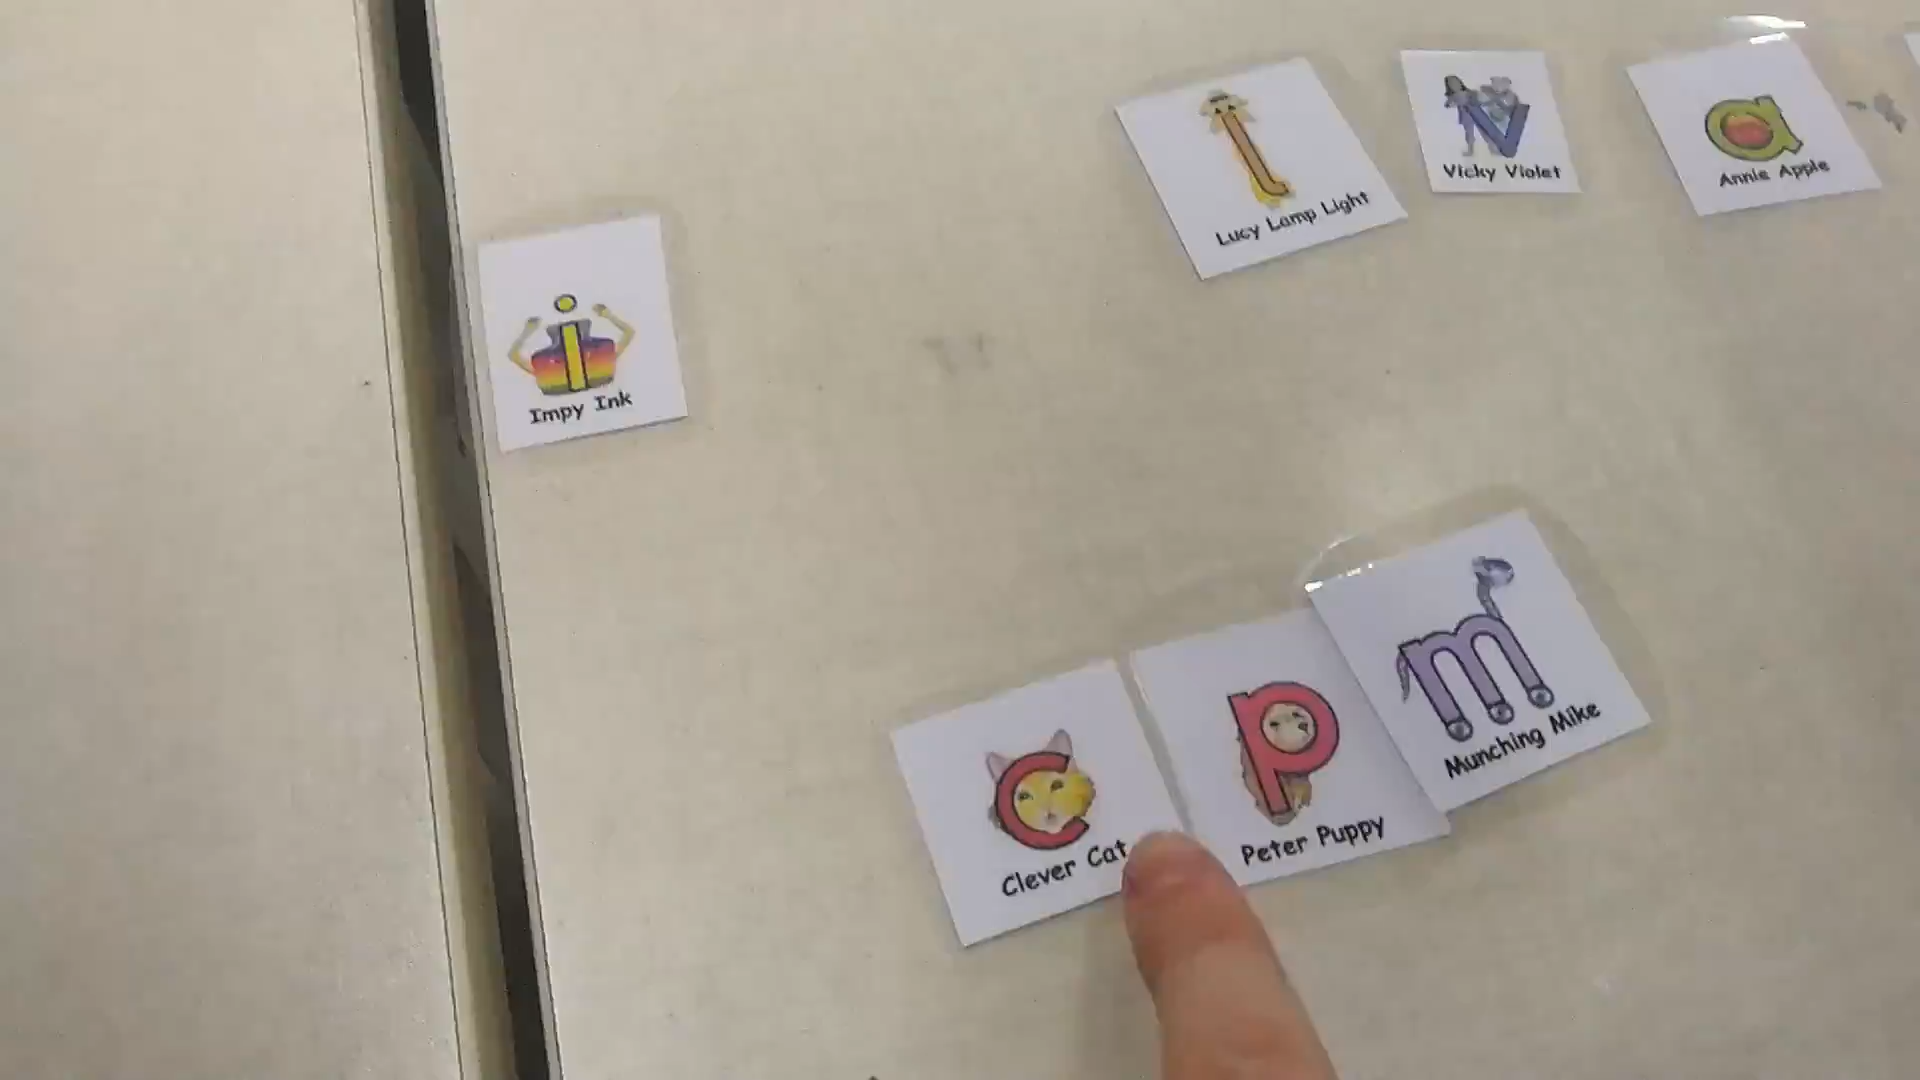 l
Lucy Lamp Light
v
Vicky Violet
a
Annie Apple
i
Impy Ink
c
Clever Cat
p
Peter Puppy
m
Munching Mike